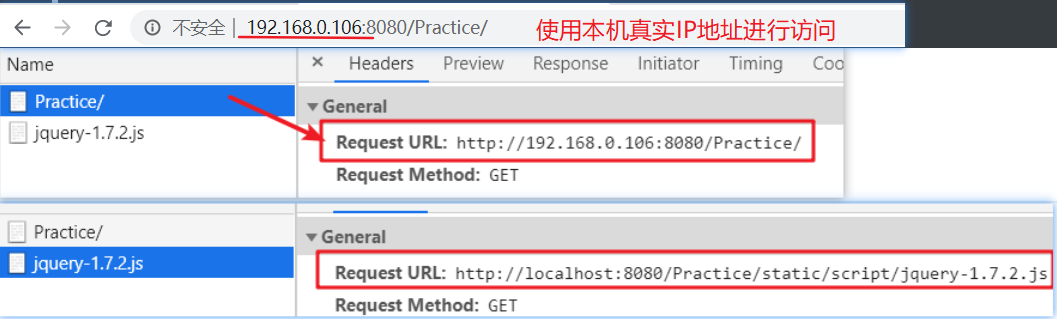 不安全 | 192.168.0.106:8080/Practice/ 使用本机真实IP地址进行访问
Name × Headers Preview Response Initiator Timing Coo
Practice/ General
jquery-1.7.2.js Request URL: http://192.168.0.106:8080/Practice/
Request Method: GET
Practice/ General
jquery-1.7.2.js Request URL: http://localhost:8080/Practice/static/script/jquery-1.7.2.js
Request Method: GET